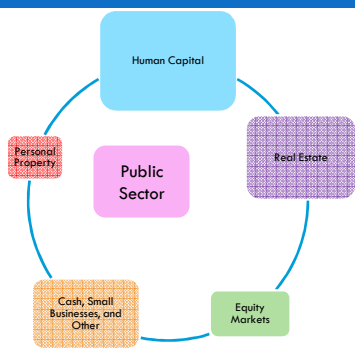 Human Capital
Personal
Property
Real Estate
Public
Sector
Cash, Small
Businesses, and
Other
Equity
Markets